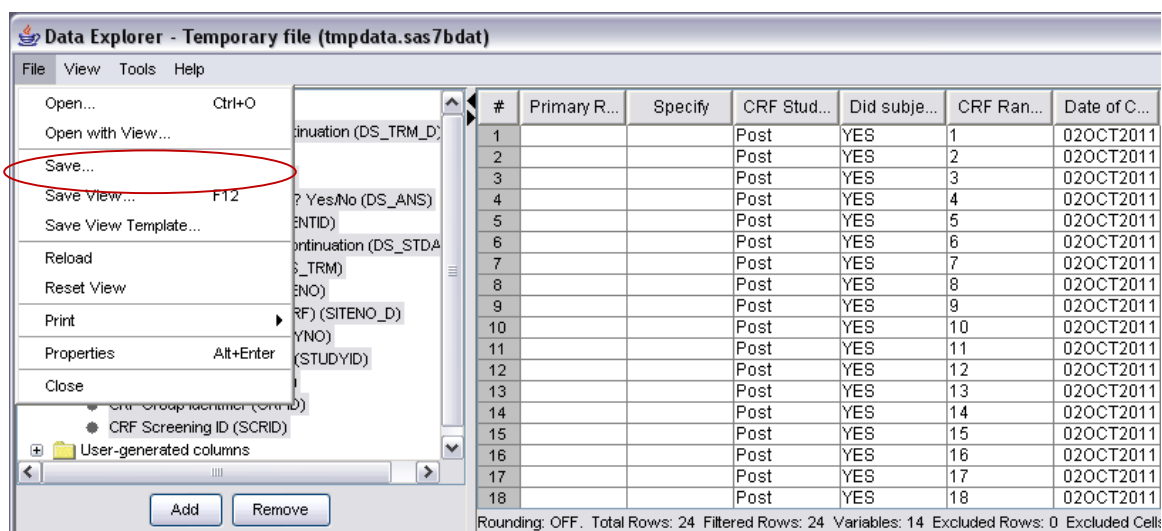 Data Explorer - Temporary file (tmpdata.sas7bdat)
File View Tools Help
Open... Ctrl+O
Open with View...
Save...
Save View... F12
Save View Template...
Reload
Reset View
Print
Properties Alt+Enter
Close
(DS_TRM_D)
? Yes/No (DS_ANS)
(DS_STDA
(SITENO_D)
(STUDYID)
CRF Group Identifier
CRF Screening ID (SCRID)
User-generated columns
Add Remove
# Primary R... Specify CRF Stud... Did subje... CRF Ran... Date of C...
1 Post YES 1 02OCT2011
2 Post YES 2 02OCT2011
3 Post YES 3 02OCT2011
4 Post YES 4 02OCT2011
5 Post YES 5 02OCT2011
6 Post YES 6 02OCT2011
7 Post YES 7 02OCT2011
8 Post YES 8 02OCT2011
9 Post YES 9 02OCT2011
10 Post YES 10 02OCT2011
11 Post YES 11 02OCT2011
12 Post YES 12 02OCT2011
13 Post YES 13 02OCT2011
14 Post YES 14 02OCT2011
15 Post YES 15 02OCT2011
16 Post YES 16 02OCT2011
17 Post YES 17 02OCT2011
18 Post YES 18 02OCT2011
Rounding: OFF. Total Rows: 24 Filtered Rows: 24 Variables: 14 Excluded Rows: 0 Excluded Cell